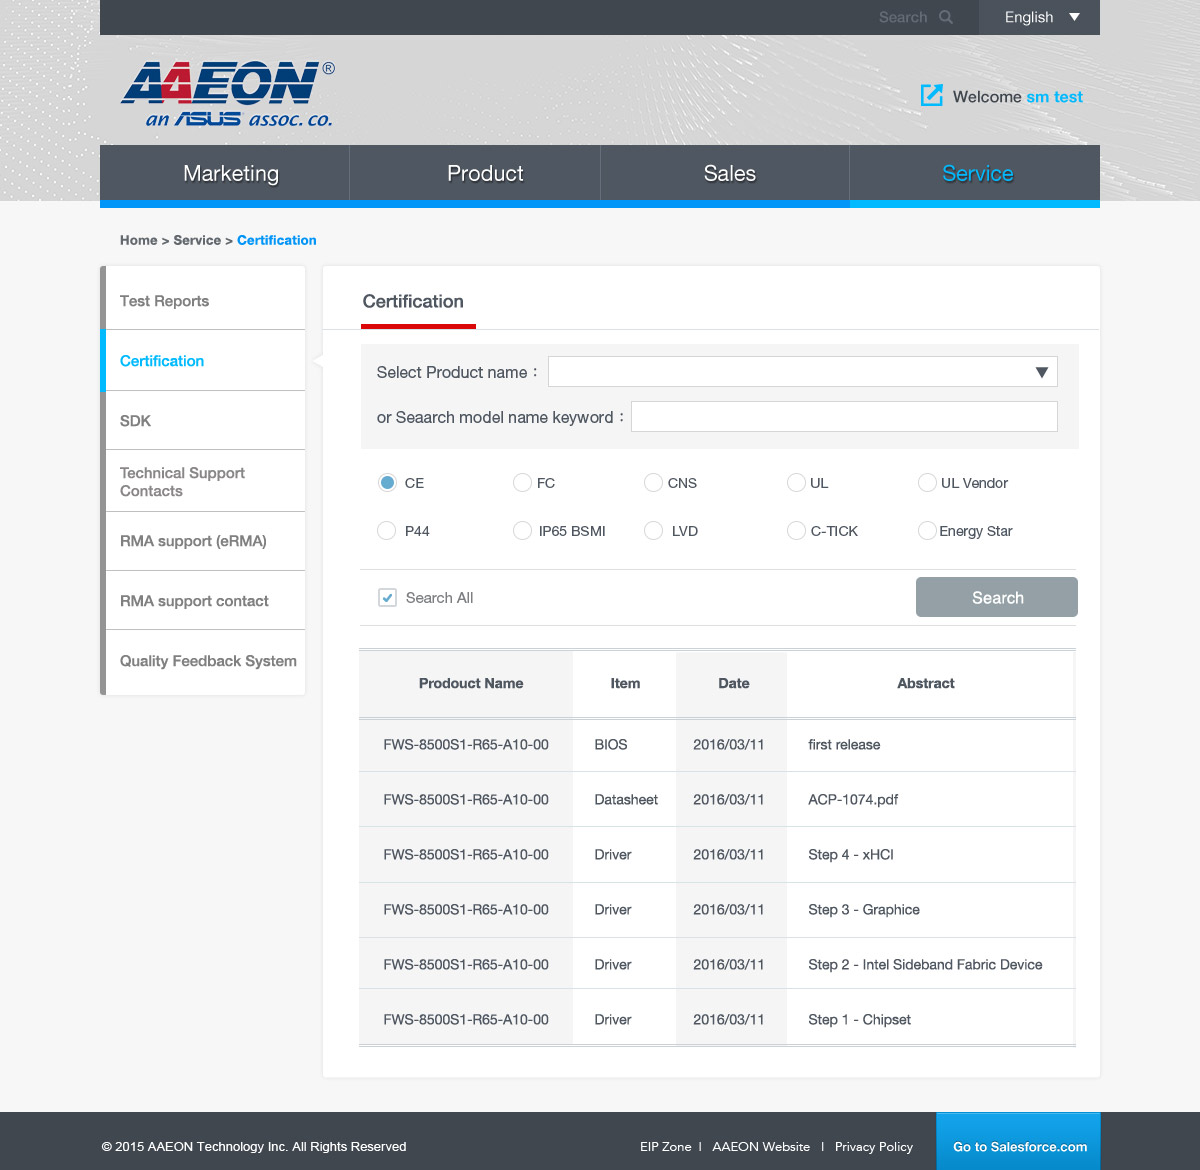 Search
English
AAEON®
an ASUS assoc. co.
Welcome sm test
Marketing
Product
Sales
Service
Home > Service > Certification
Test Reports
Certification
SDK
Technical Support
Contacts
RMA support (eRMA)
RMA support contact
Quality Feedback System
Certification
Select Product name :
or Seaarch model name keyword :
CE FC CNS UL UL Vendor
P44 IP65 BSMI LVD C-TICK Energy Star
Search All
Search
Prodouct Name Item Date Abstract
FWS-8500S1-R65-A10-00 BIOS 2016/03/11 first release
FWS-8500S1-R65-A10-00 Datasheet 2016/03/11 ACP-1074.pdf
FWS-8500S1-R65-A10-00 Driver 2016/03/11 Step 4 - xHCI
FWS-8500S1-R65-A10-00 Driver 2016/03/11 Step 3 - Graphice
FWS-8500S1-R65-A10-00 Driver 2016/03/11 Step 2 - Intel Sideband Fabric Device
FWS-8500S1-R65-A10-00 Driver 2016/03/11 Step 1 - Chipset
© 2015 AAEON Technology Inc. All Rights Reserved
EIP Zone | AAEON Website | Privacy Policy
Go to Salesforce.com